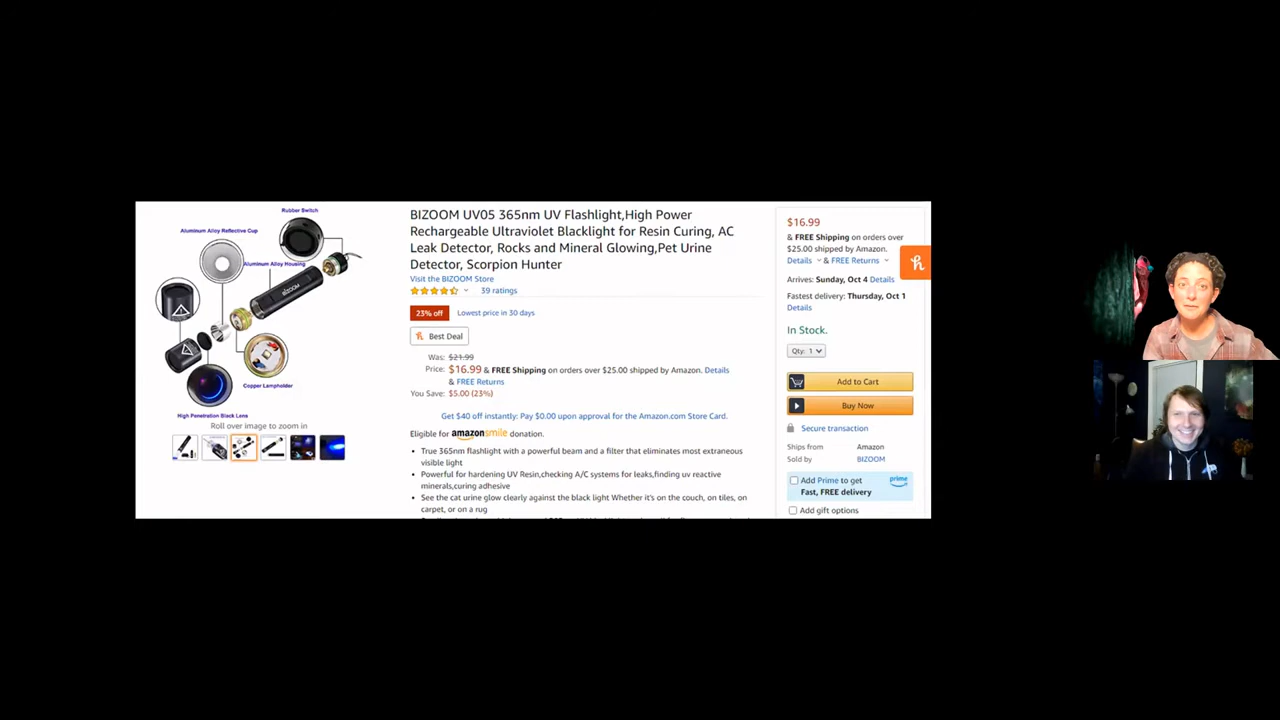 Rubber Switch
Aluminum Alloy Reflective Cup
Aluminum Alloy Housing
BIZOOM
Copper Lampholder
High Penetration Black Lens
Roll over image to zoom in
BIZOOM UV05 365nm UV Flashlight,High Power
Rechargeable Ultraviolet Blacklight for Resin Curing, AC
Leak Detector, Rocks and Mineral Glowing,Pet Urine
Detector, Scorpion Hunter
Visit the BIZOOM Store
39 ratings
23% off Lowest price in 30 days
Best Deal
Was: $21.99
Price: $16.99 & FREE Shipping on orders over $25.00 shipped by Amazon. Details
& FREE Returns
You Save: $5.00 (23%)
Get $40 off instantly: Pay $0.00 upon approval for the Amazon.com Store Card.
Eligible for amazonsmile donation.
• True 365nm flashlight with a powerful beam and a filter that eliminates most extraneous
visible light
• Powerful for hardening UV Resin,checking A/C systems for leaks,finding uv reactive
minerals,curing adhesive
• See the cat urine glow clearly against the black light Whether it's on the couch, on tiles, on
carpet, or on a rug
$16.99
& FREE Shipping on orders over
$25.00 shipped by Amazon.
Details & FREE Returns
Arrives: Sunday, Oct 4 Details
Fastest delivery: Thursday, Oct 1
Details
In Stock.
Qty: 1
Add to Cart
Buy Now
Secure transaction
Ships from Amazon
Sold by BIZOOM
Add Prime to get prime
Fast, FREE delivery
Add gift options
h